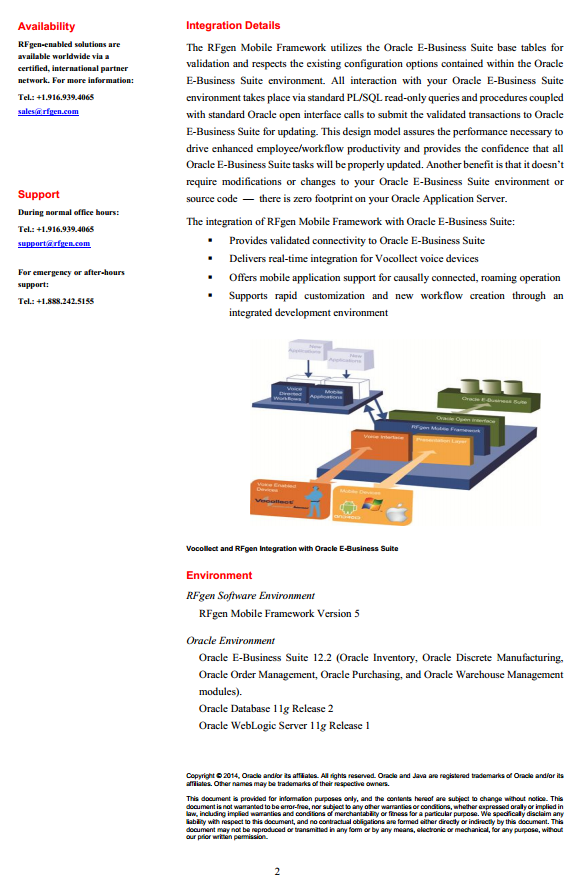 Availability
RFgen-enabled solutions are
available worldwide via a
certified, international partner
network. For more information:
Tel.: +1.916.939.4065
sales@rfgen.com
Support
During normal office hours:
Tel.: +1.916.939.4065
support@rfgen.com
For emergency or after-hours
support:
Tel.: +1.888.242.5155
Integration Details
The RFgen Mobile Framework utilizes the Oracle E-Business Suite base tables for
validation and respects the existing configuration options contained within the Oracle
E-Business Suite environment. All interaction with your Oracle E-Business Suite
environment takes place via standard PL/SQL read-only queries and procedures coupled
with standard Oracle open interface calls to submit the validated transactions to Oracle
E-Business Suite for updating. This design model assures the performance necessary to
drive enhanced employee/workflow productivity and provides the confidence that all
Oracle E-Business Suite tasks will be properly updated. Another benefit is that it doesn't
require modifications or changes to your Oracle E-Business Suite environment or
source code — there is zero footprint on your Oracle Application Server.
The integration of RFgen Mobile Framework with Oracle E-Business Suite:
▪ Provides validated connectivity to Oracle E-Business Suite
▪ Delivers real-time integration for Vocollect voice devices
▪ Offers mobile application support for causally connected, roaming operation
▪ Supports rapid customization and new workflow creation through an
integrated development environment
New
Applications
New
Applications
Voice
Directed
Workflows
Mobile
Applications
Oracle E-Business Suite
Oracle Open Interface
RFgen Mobile Framework
Voice Interface
Presentation Layer
Voice Enabled
Devices
Vocollect
Mobile Devices
ANDROID
Vocollect and RFgen Integration with Oracle E-Business Suite
Environment
RFgen Software Environment
RFgen Mobile Framework Version 5
Oracle Environment
Oracle E-Business Suite 12.2 (Oracle Inventory, Oracle Discrete Manufacturing,
Oracle Order Management, Oracle Purchasing, and Oracle Warehouse Management
modules).
Oracle Database 11g Release 2
Oracle WebLogic Server 11g Release 1
Copyright © 2014, Oracle and/or its affiliates. All rights reserved. Oracle and Java are registered trademarks of Oracle and/or its
affiliates. Other names may be trademarks of their respective owners.
This document is provided for information purposes only, and the contents hereof are subject to change without notice. This
document is not warranted to be error-free, nor subject to any other warranties or conditions, whether expressed orally or implied in
law, including implied warranties and conditions of merchantability or fitness for a particular purpose. We specifically disclaim any
liability with respect to this document, and no contractual obligations are formed either directly or indirectly by this document. This
document may not be reproduced or transmitted in any form or by any means, electronic or mechanical, for any purpose, without
our prior written permission.
2